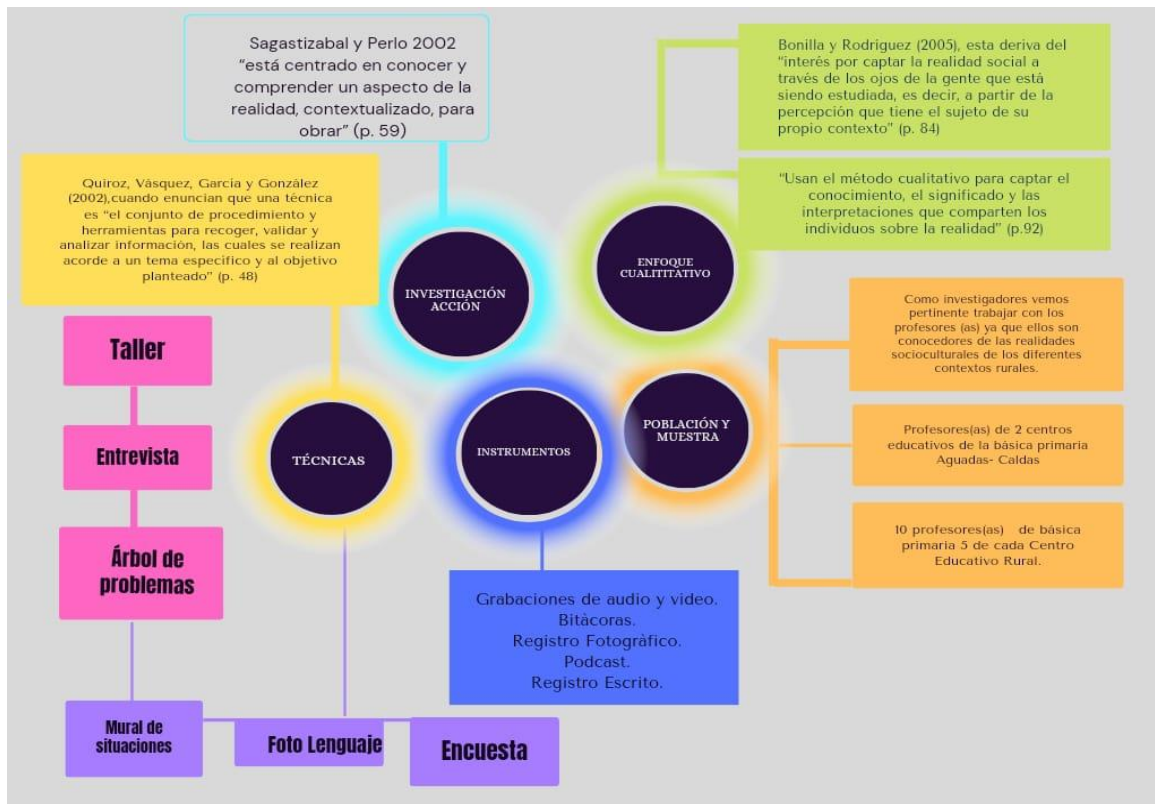 Sagastizabal y Perlo 2002
“está centrado en conocer y
comprender un aspecto de la
realidad, contextualizado, para
obrar” (p. 59)
Bonilla y Rodríguez (2005), esta deriva del
“interés por captar la realidad social a
través de los ojos de la gente que está
siendo estudiada, es decir, a partir de la
percepción que tiene el sujeto de su
propio contexto” (p. 84)
“Usan el método cualitativo para captar el
conocimiento, el significado y las
interpretaciones que comparten los
individuos sobre la realidad” (p.92)
Quiroz, Vásquez, García y González
(2002),cuando enuncian que una técnica
es “el conjunto de procedimiento y
herramientas para recoger, validar y
analizar información, las cuales se realizan
acorde a un tema específico y al objetivo
planteado” (p. 48)
INVESTIGACIÓN
ACCIÓN
ENFOQUE
CUALITITATIVO
Como investigadores vemos
pertinente trabajar con los
profesores (as) ya que ellos son
conocedores de las realidades
socioculturales de los diferentes
contextos rurales.
Taller
Entrevista
Árbol de
problemas
TÉCNICAS
INSTRUMENTOS
POBLACIÓN Y
MUESTRA
Profesores(as) de 2 centros
educativos de la básica primaria
Aguadas- Caldas
10 profesores(as) de básica
primaria 5 de cada Centro
Educativo Rural.
Grabaciones de audio y video.
Bitácoras.
Registro Fotográfico.
Podcast.
Registro Escrito.
Mural de
situaciones
Foto Lenguaje
Encuesta